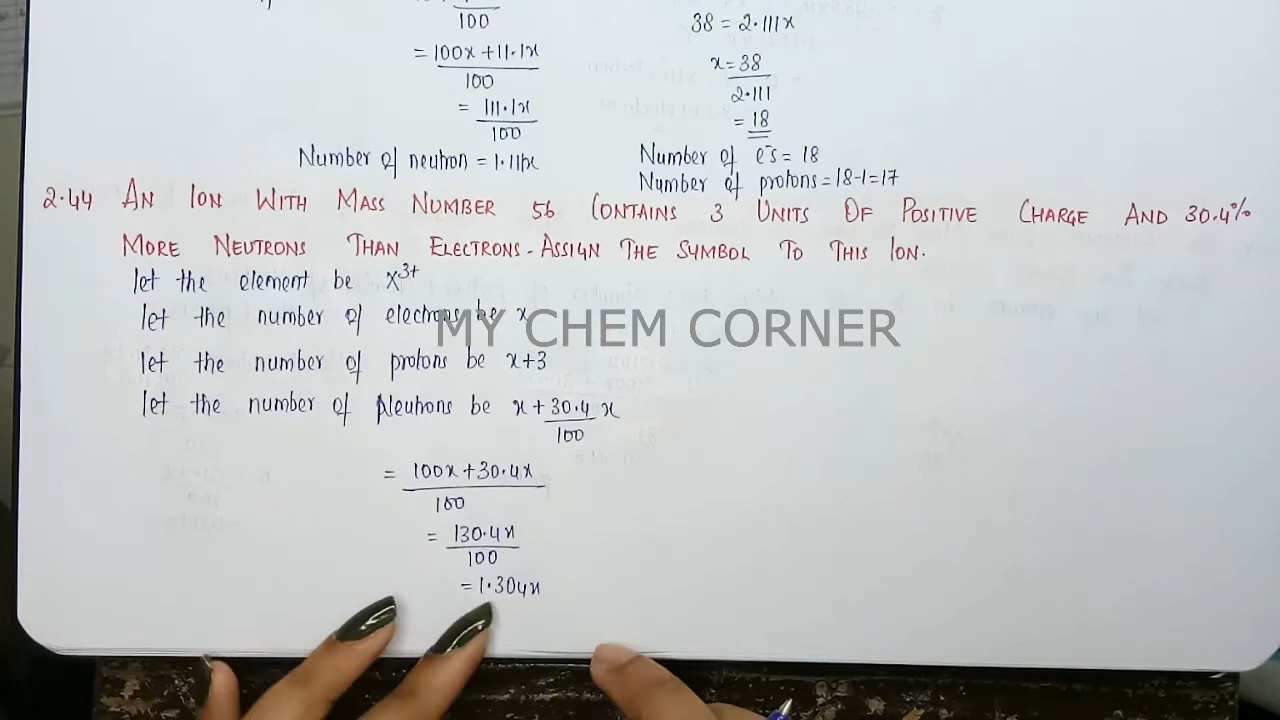 100
= 100x + 11.1x
100
= 111.1x
100
Number of neutron = 1.111x
38 = 2.111x
x = 38
2.111
= 18
Number of e⁻s = 18
Number of protons = 18-1 = 17
2.44 AN ION WITH MASS NUMBER 56 CONTAINS 3 UNITS OF POSITIVE CHARGE AND 30.4%
MORE NEUTRONS THAN ELECTRONS - ASSIGN THE SYMBOL TO THIS ION.
let the element be X³⁺
let the number of electrons be x
MY CHEM CORNER
let the number of protons be x+3
let the number of Neutrons be x + 30.4 x
100
= 100x + 30.4x
100
= 130.4x
100
= 1.304x